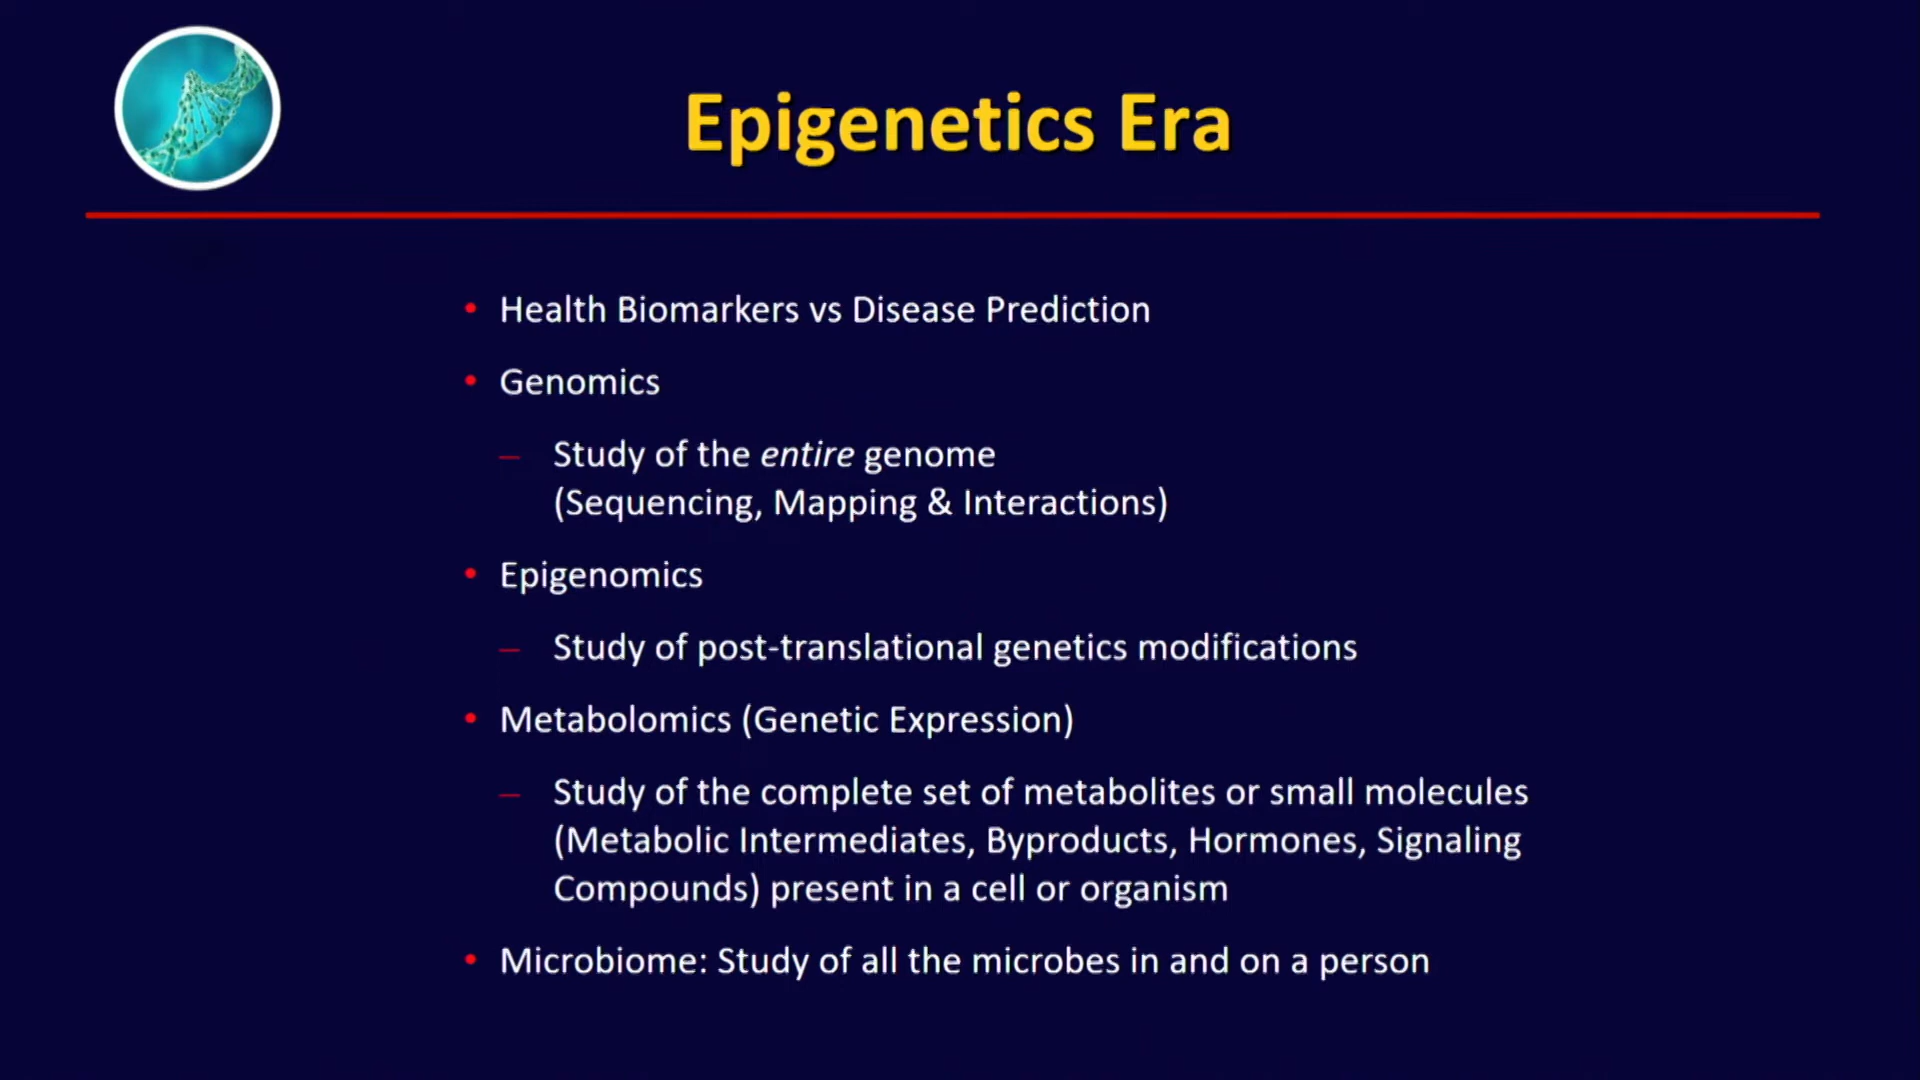 Epigenetics Era
• Health Biomarkers vs Disease Prediction
• Genomics
– Study of the entire genome
(Sequencing, Mapping & Interactions)
• Epigenomics
– Study of post-translational genetics modifications
• Metabolomics (Genetic Expression)
– Study of the complete set of metabolites or small molecules
(Metabolic Intermediates, Byproducts, Hormones, Signaling
Compounds) present in a cell or organism
• Microbiome: Study of all the microbes in and on a person